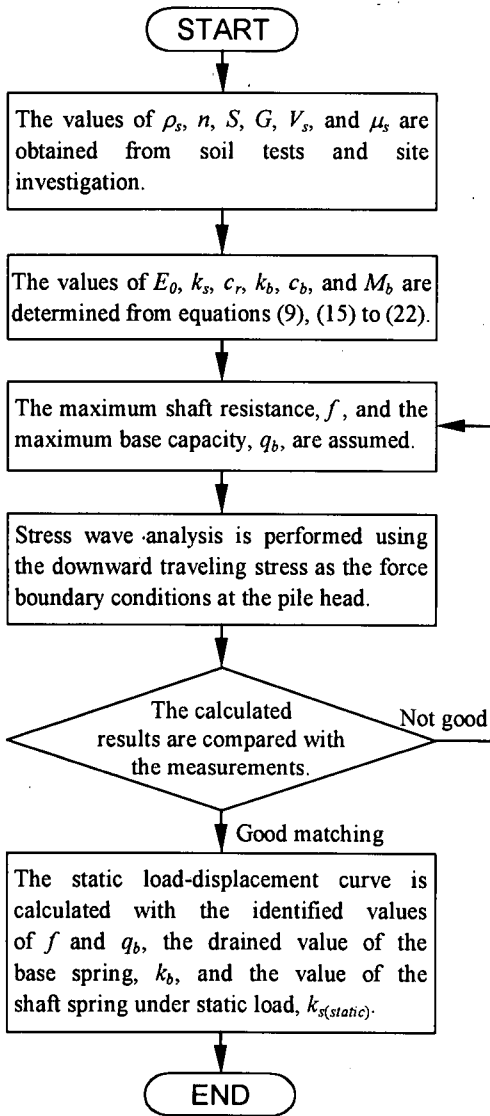 START
The values of ρs, n, S, G, Vs, and μs are
obtained from soil tests and site
investigation.
The values of E0, ks, cr, kb, cb, and Mb are
determined from equations (9), (15) to (22).
The maximum shaft resistance, f , and the
maximum base capacity, qb, are assumed.
Stress wave analysis is performed using
the downward traveling stress as the force
boundary conditions at the pile head.
The calculated
results are compared with
the measurements.
Not good
Good matching
The static load-displacement curve is
calculated with the identified values
of f and qb, the drained value of the
base spring, kb, and the value of the
shaft spring under static load, ks(static).
END